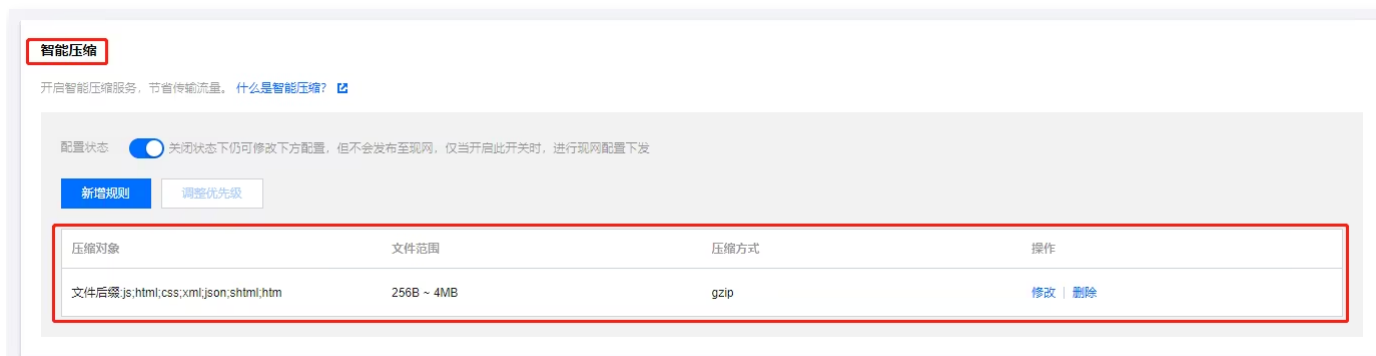 智能压缩
开启智能压缩服务，节省传输流量。 什么是智能压缩?
配置状态 关闭状态下仍可修改下方配置，但不会发布至现网，仅当开启此开关时，进行现网配置下发
新增规则 调整优先级
压缩对象 文件范围 压缩方式 操作
文件后缀:js;html;css;xml;json;shtml;htm 256B ~ 4MB gzip 修改 | 删除